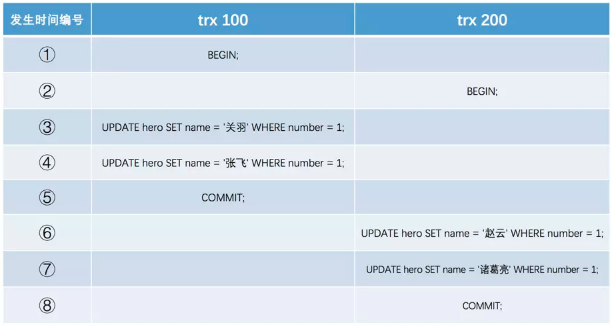 发生时间编号 trx 100 trx 200
① BEGIN;
② BEGIN;
③ UPDATE hero SET name = '关羽' WHERE number = 1;
④ UPDATE hero SET name = '张飞' WHERE number = 1;
⑤ COMMIT;
⑥ UPDATE hero SET name = '赵云' WHERE number = 1;
⑦ UPDATE hero SET name = '诸葛亮' WHERE number = 1;
⑧ COMMIT;